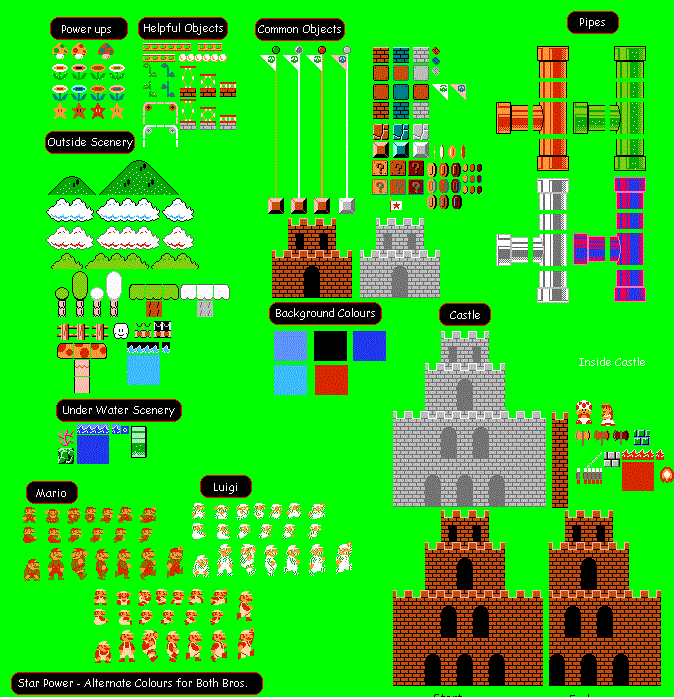 Power ups
Helpful Objects
Common Objects
Pipes
Outside Scenery
Background Colours
Castle
Inside Castle
Under Water Scenery
Mario
Luigi
Star Power - Alternate Colours for Both Bros.